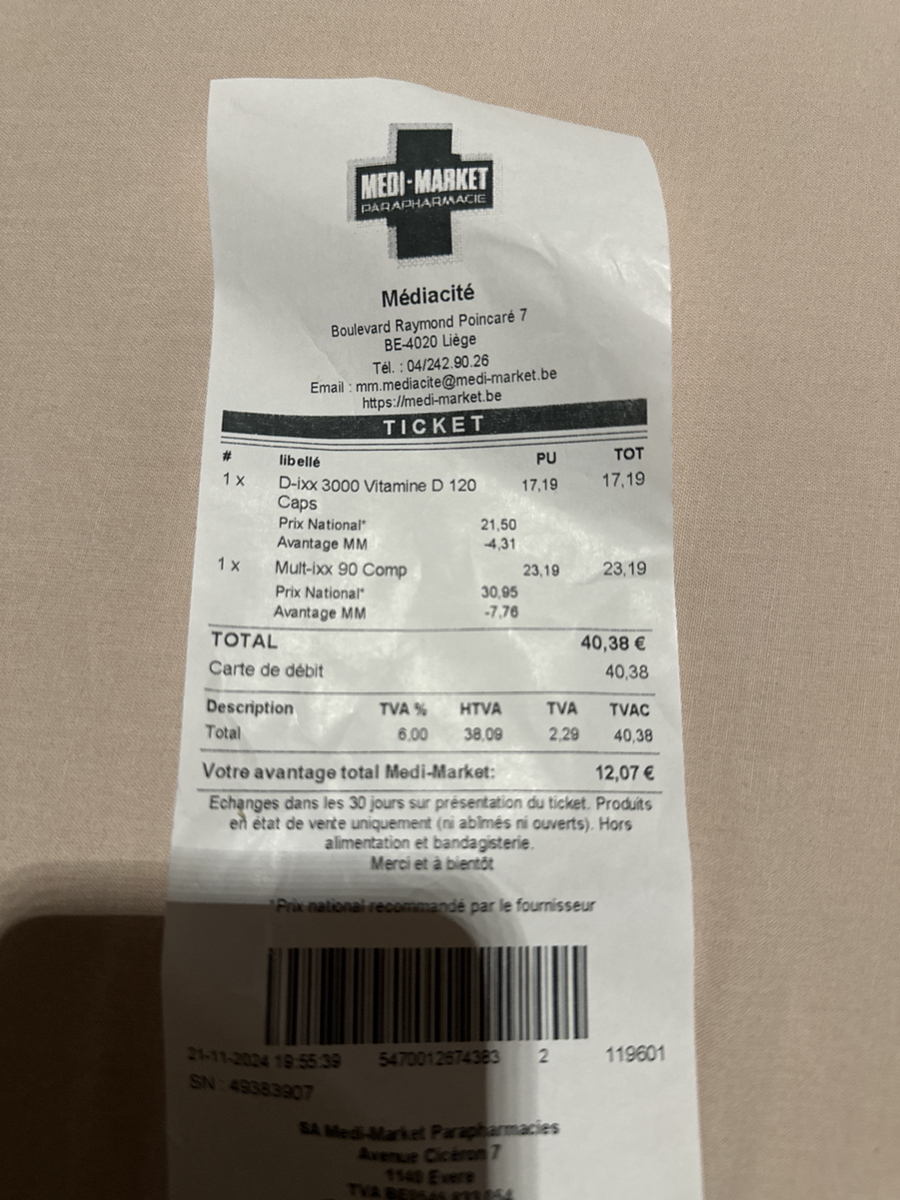 MEDI-MARKET
PARAPHARMACIE
Médiacité
Boulevard Raymond Poincaré 7
BE-4020 Liège
Tél. : 04/242.90.26
Email : mm.mediacite@medi-market.be
https://medi-market.be
TICKET
# libellé PU TOT
1 x D-ixx 3000 Vitamine D 120 17,19 17,19
Caps
Prix National* 21,50
Avantage MM -4,31
1 x Mult-ixx 90 Comp 23,19 23,19
Prix National* 30,95
Avantage MM -7,76
TOTAL 40,38 €
Carte de débit 40,38
Description TVA % HTVA TVA TVAC
Total 6,00 38,09 2,29 40,38
Votre avantage total Medi-Market: 12,07 €
Echanges dans les 30 jours sur présentation du ticket. Produits
en état de vente uniquement (ni abîmés ni ouverts). Hors
alimentation et bandagisterie.
Merci et à bientôt
*Prix national recommandé par le fournisseur
21-11-2024 19:55:39 5470012674383 2 119601
SN : 49383907
SA Medi-Market Parapharmacies
Avenue Cicéron 7
1140 Evere
TVA